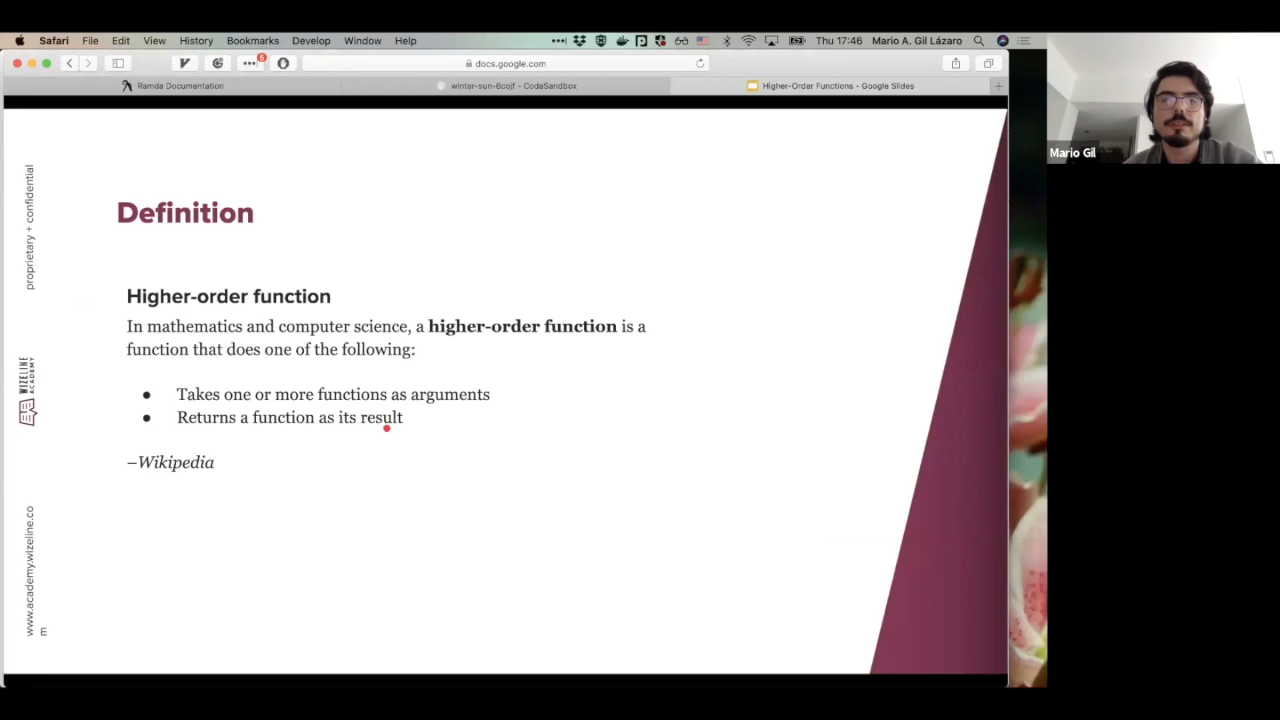 Safari File Edit View History Bookmarks Develop Window Help Thu 17:46 Mario A. Gil Lázaro
docs.google.com
Ramda Documentation winter-sun-6cojf - CodeSandbox Higher-Order Functions - Google Slides
Mario Gil
proprietary + confidential
WIZELINE
ACADEMY
www.academy.wizeline.co
m
Definition
Higher-order function
In mathematics and computer science, a higher-order function is a
function that does one of the following:
● Takes one or more functions as arguments
● Returns a function as its result
–Wikipedia